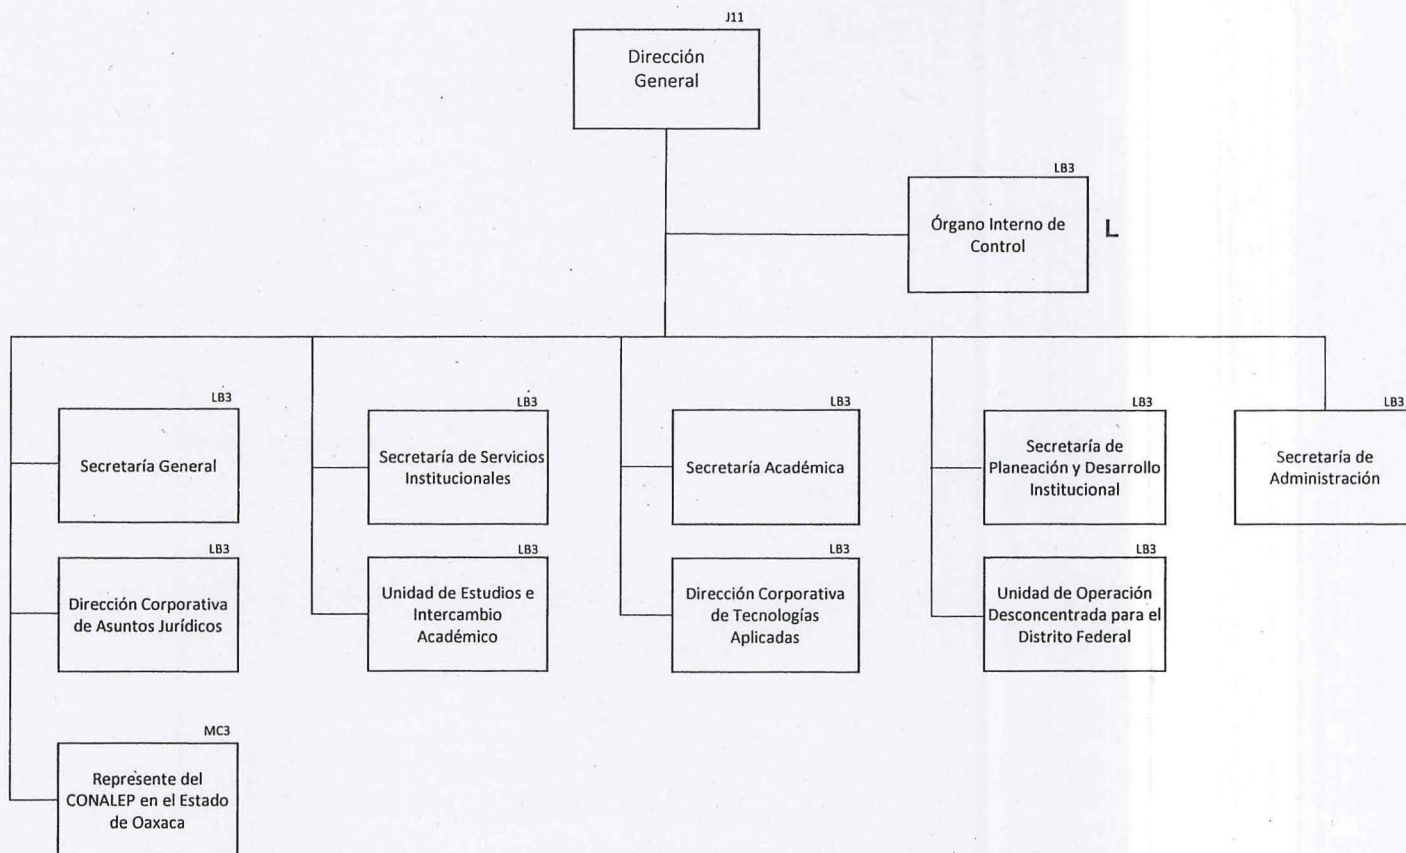 J11
Dirección
General
LB3
Órgano Interno de
Control
L
LB3
Secretaría General
LB3
Secretaría de Servicios
Institucionales
LB3
Secretaría Académica
LB3
Secretaría de
Planeación y Desarrollo
Institucional
LB3
Secretaría de
Administración
LB3
Dirección Corporativa
de Asuntos Jurídicos
LB3
Unidad de Estudios e
Intercambio
Académico
LB3
Dirección Corporativa
de Tecnologías
Aplicadas
LB3
Unidad de Operación
Desconcentrada para el
Distrito Federal
MC3
Represente del
CONALEP en el Estado
de Oaxaca